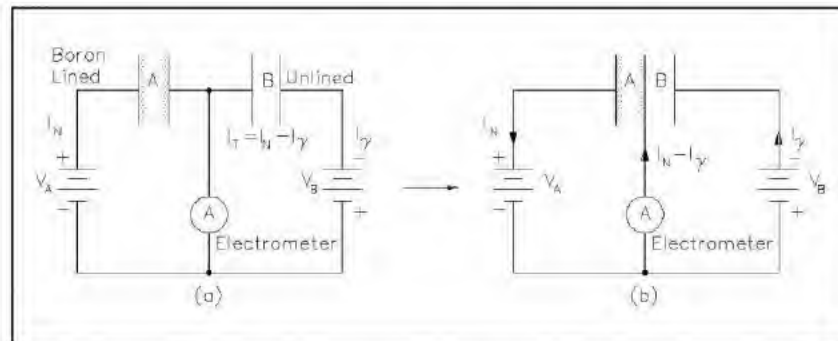 Boron
Lined
A
B
Unlined
I_N
I_T = I_N - I_γ
I_γ
+
-
V_A
V_B
-
+
A
Electrometer
(a)
A
B
I_N
I_N - I_γ
I_γ
+
-
V_A
V_B
-
+
A
Electrometer
(b)